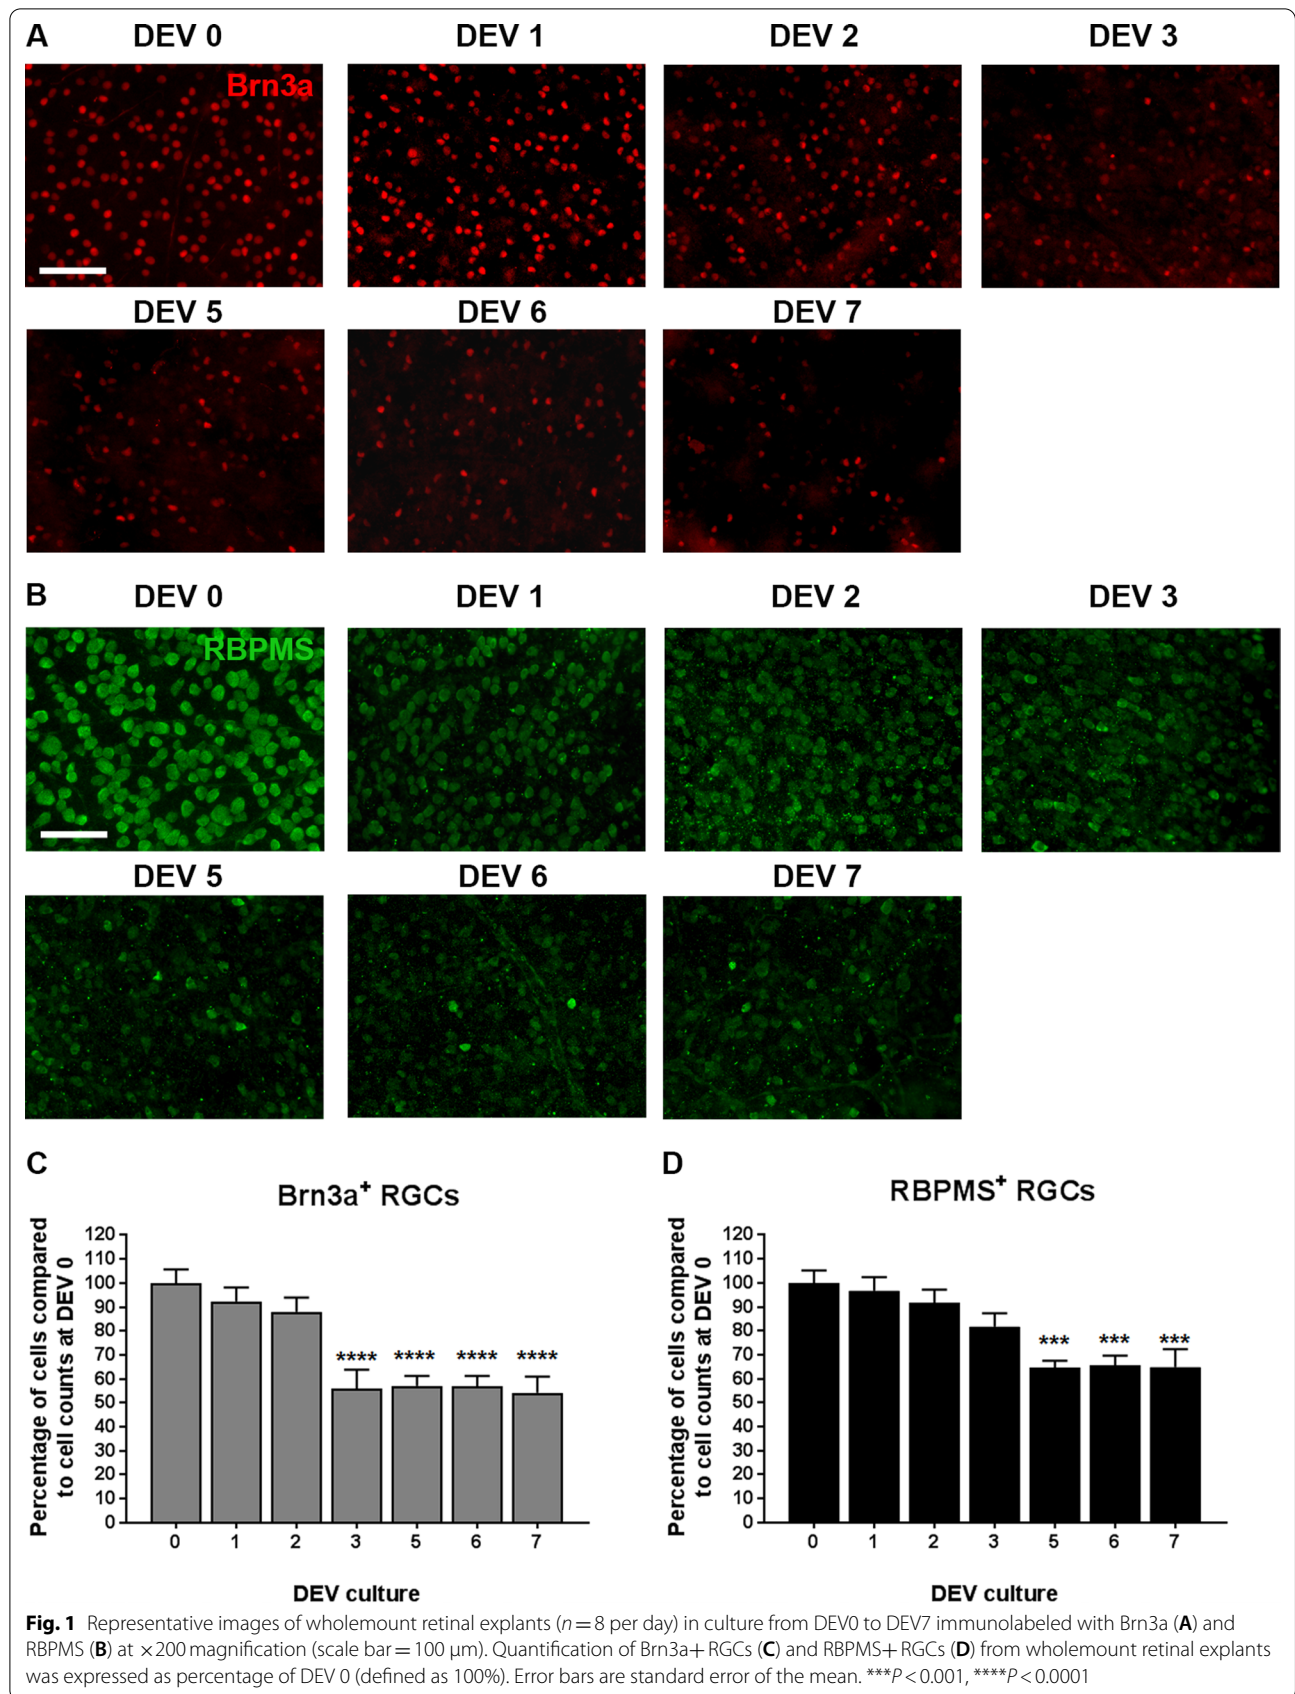 A
DEV 0 DEV 1 DEV 2 DEV 3
Brn3a
DEV 5 DEV 6 DEV 7
B
DEV 0 DEV 1 DEV 2 DEV 3
RBPMS
DEV 5 DEV 6 DEV 7
C
Brn3a⁺ RGCs
Percentage of cells compared
to cell counts at DEV 0
120
110
100
90
80
70
60
50
40
30
20
10
0
**** **** **** ****
0 1 2 3 5 6 7
DEV culture
D
RBPMS⁺ RGCs
Percentage of cells compared
to cell counts at DEV 0
120
110
100
90
80
70
60
50
40
30
20
10
0
*** *** ***
0 1 2 3 5 6 7
DEV culture
Fig. 1 Representative images of wholemount retinal explants (n = 8 per day) in culture from DEV0 to DEV7 immunolabeled with Brn3a (A) and
RBPMS (B) at ×200 magnification (scale bar = 100 µm). Quantification of Brn3a+ RGCs (C) and RBPMS+ RGCs (D) from wholemount retinal explants
was expressed as percentage of DEV 0 (defined as 100%). Error bars are standard error of the mean. ***P < 0.001, ****P < 0.0001